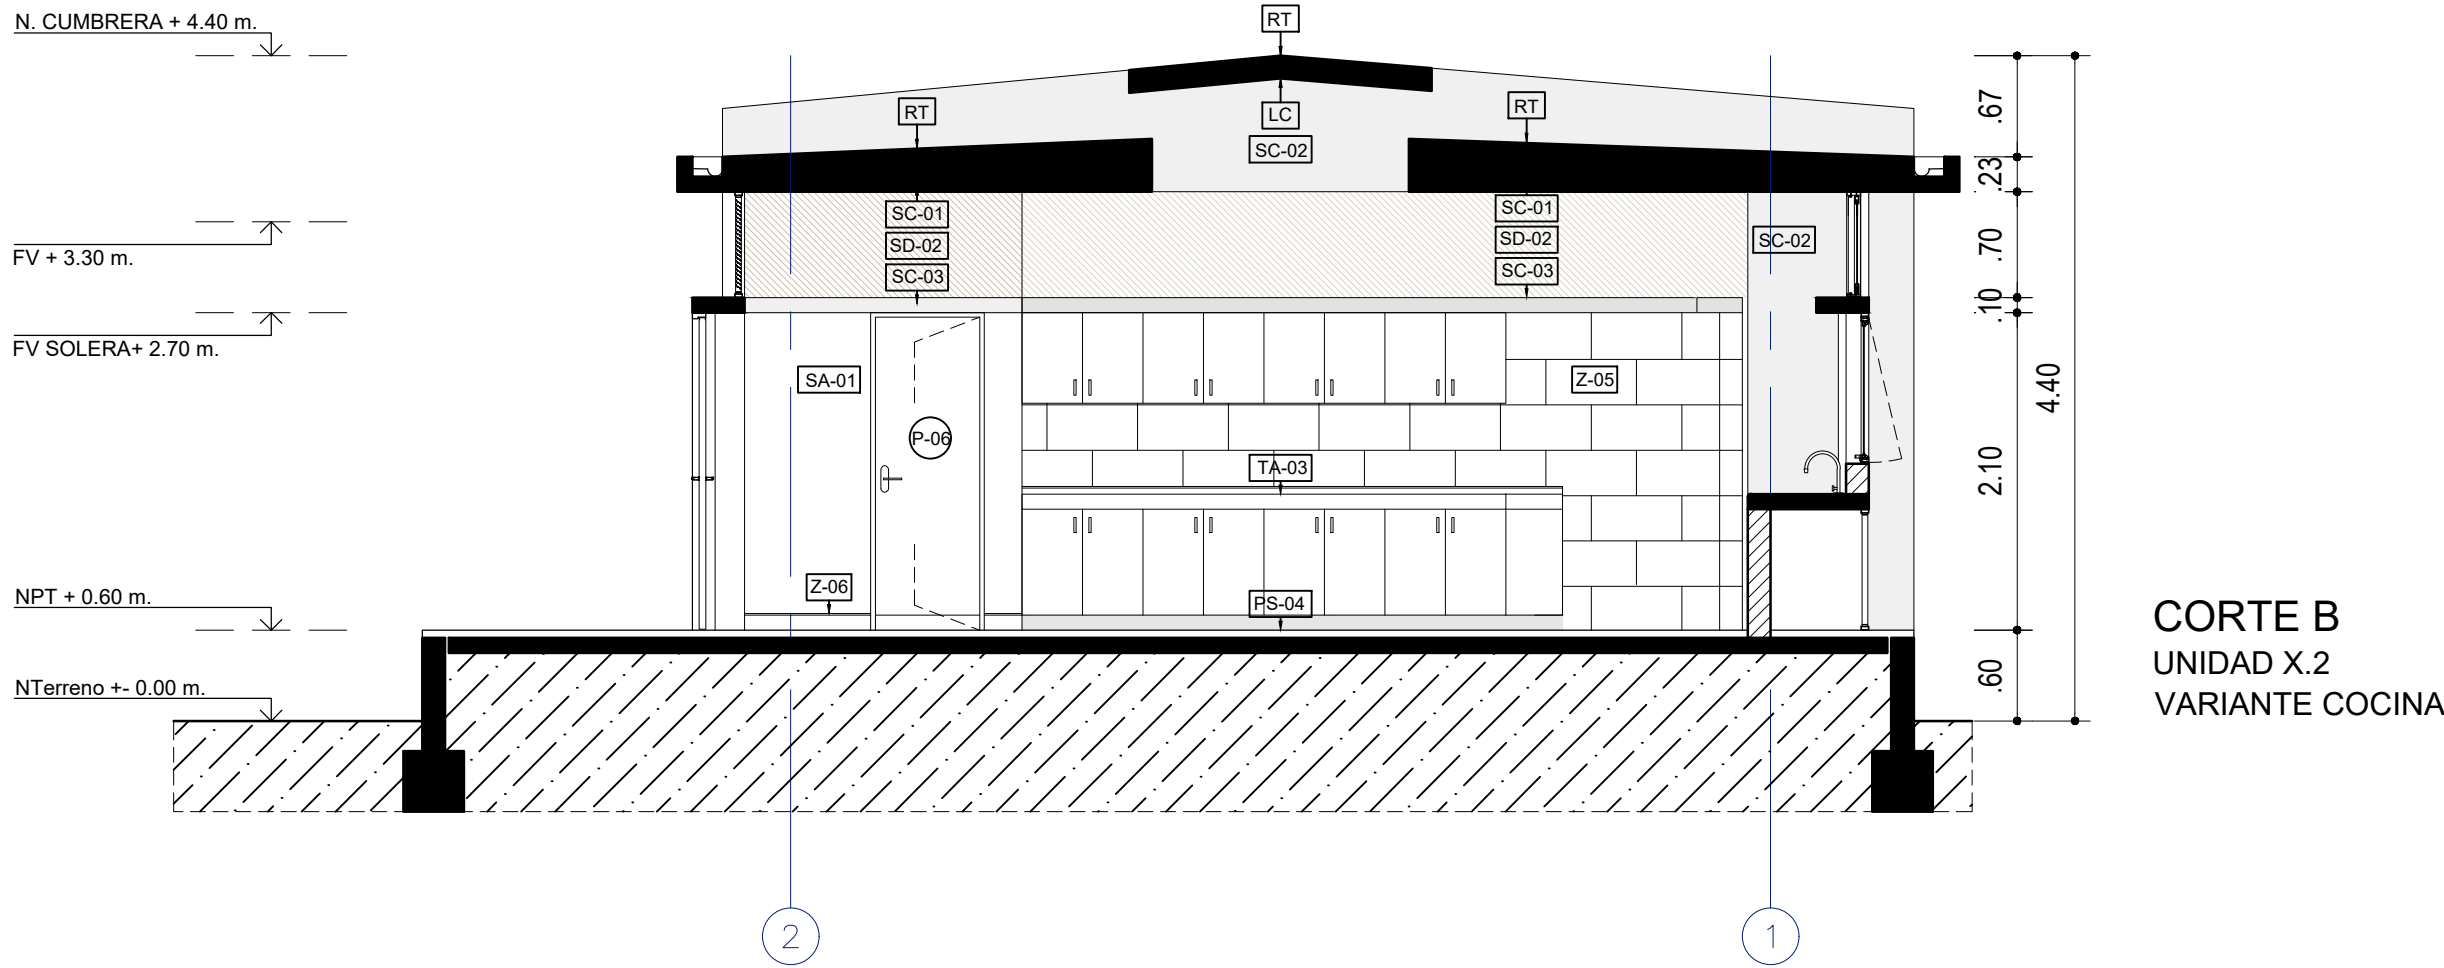 N. CUMBRERA + 4.40 m.
RT
RT
LC
RT
SC-02
.67
.23
SC-01
SD-02
SC-03
SC-01
SD-02
SC-03
SC-02
.70
FV + 3.30 m.
.10
FV SOLERA+ 2.70 m.
SA-01
Z-05
4.40
P-06
TA-03
2.10
Z-06
PS-04
NPT + 0.60 m.
NTerreno +- 0.00 m.
.60
CORTE B
UNIDAD X.2
VARIANTE COCINA
2
1